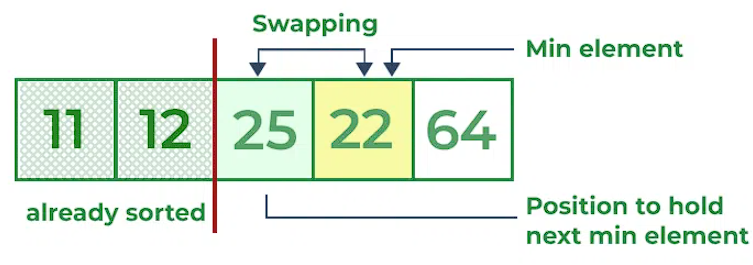 Swapping
Min element
11 12 25 22 64
already sorted
Position to hold
next min element